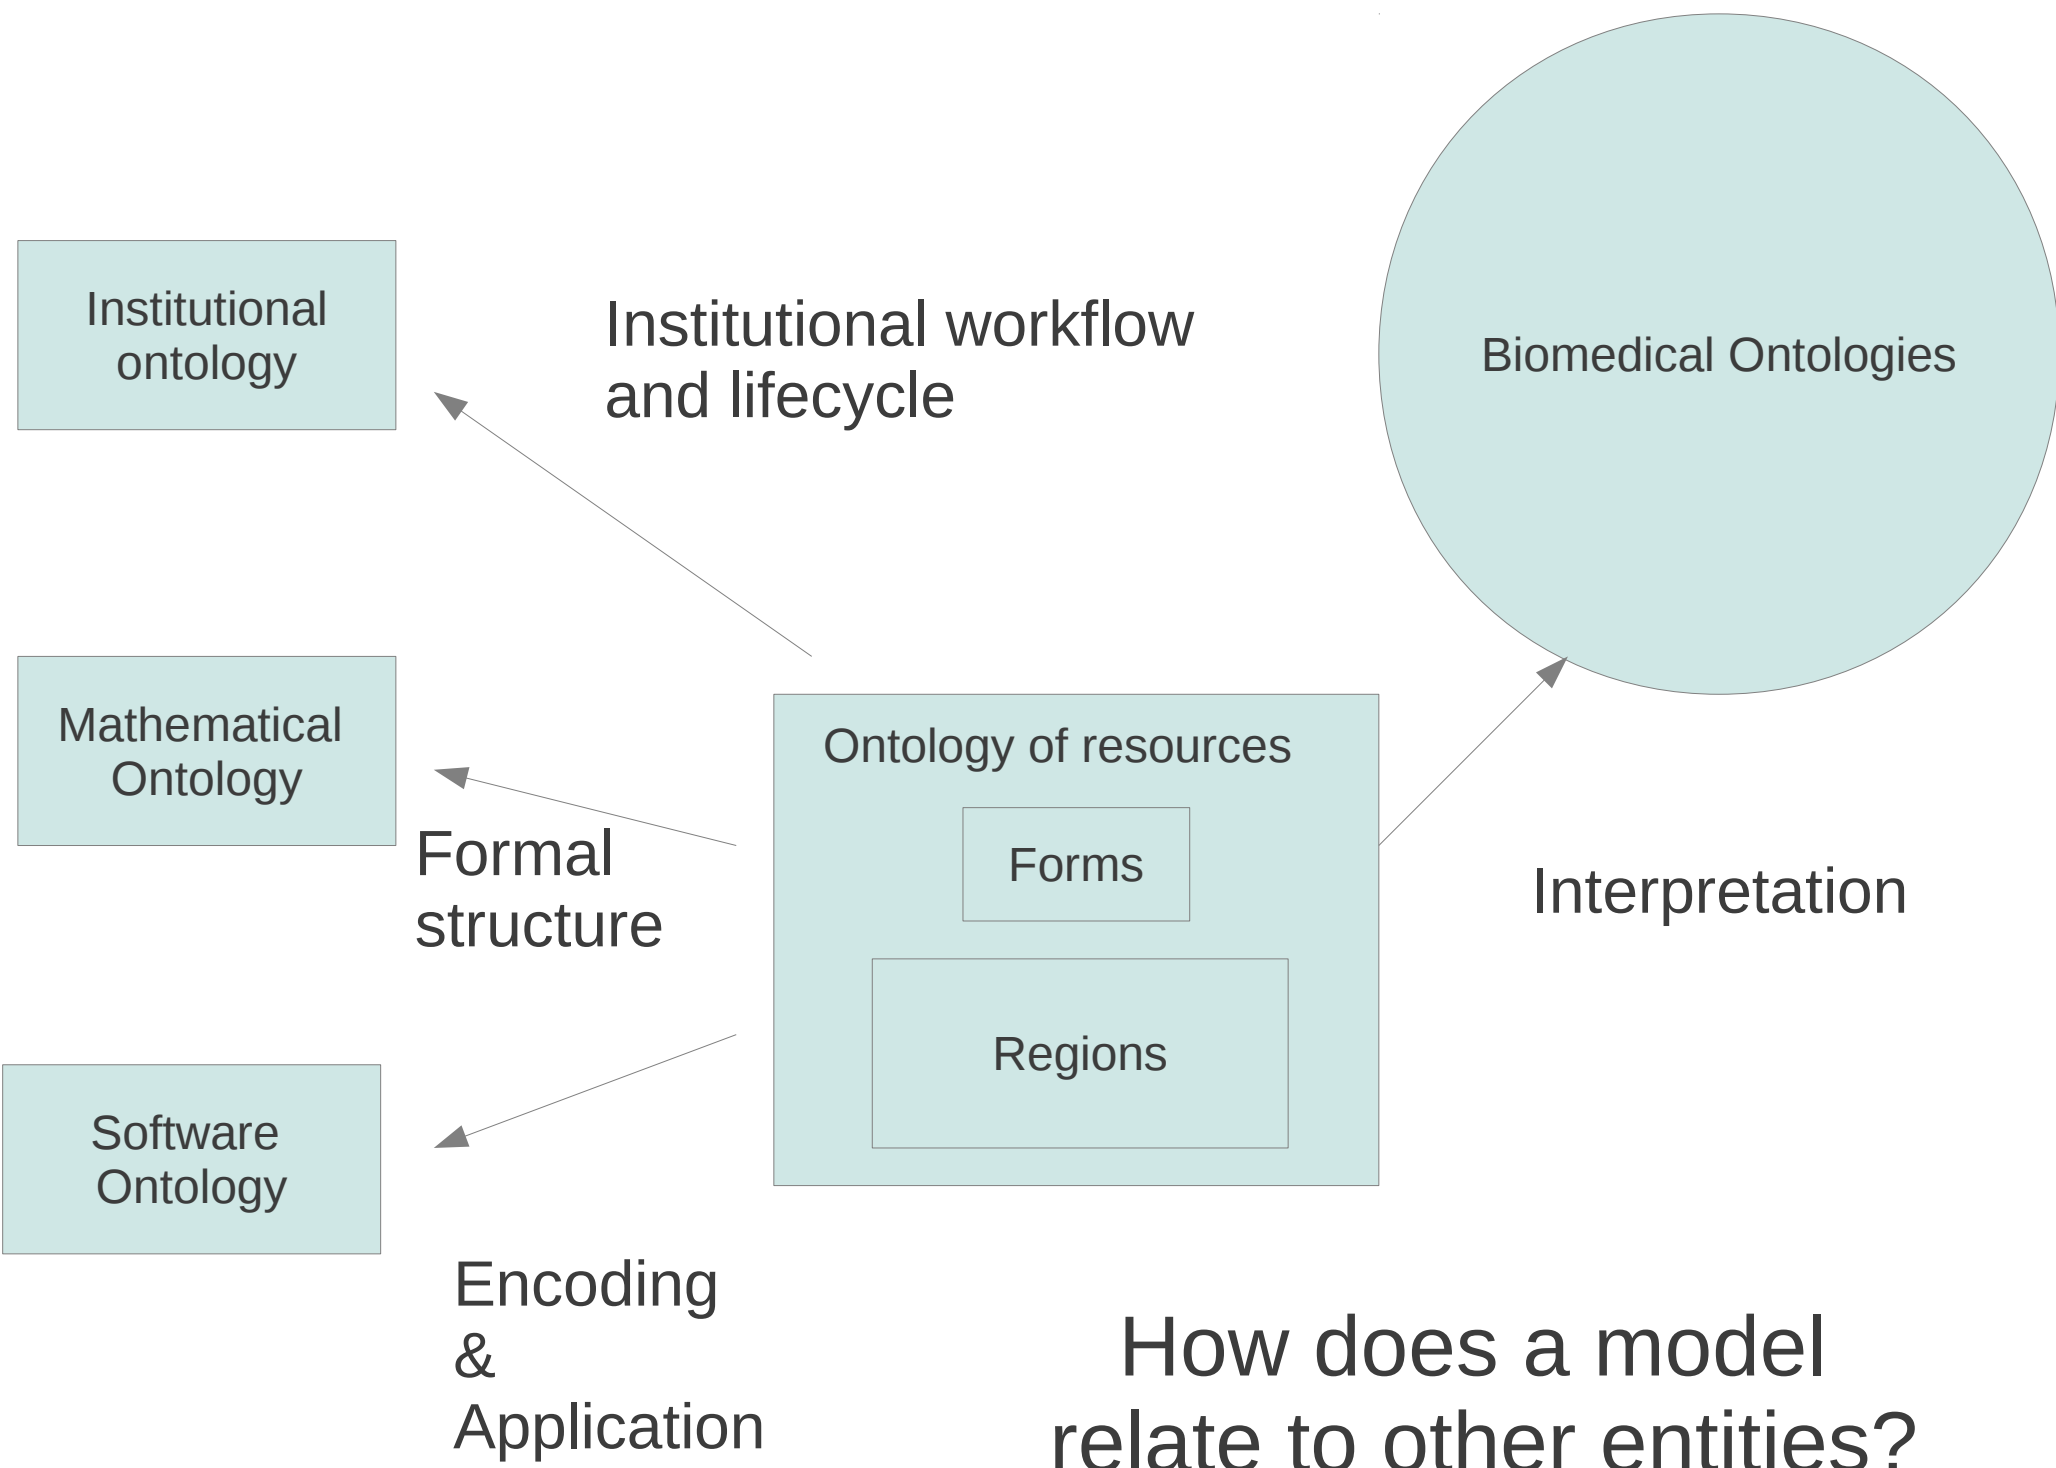 Institutional
ontology
Institutional workflow
and lifecycle
Biomedical Ontologies
Mathematical
Ontology
Formal
structure
Ontology of resources
Forms
Regions
Interpretation
Software
Ontology
Encoding
&
Application
How does a model
relate to other entities?